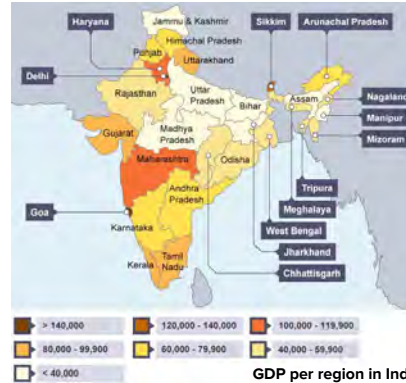 Jammu & Kashmir
Haryana
Sikkim
Arunachal Pradesh
Himachal Pradesh
Punjab
Uttarakhand
Delhi
Rajasthan
Uttar
Pradesh
Assam
Nagaland
Bihar
Manipur
Gujarat
Madhya
Pradesh
Mizoram
Maharashtra
Odisha
Tripura
Andhra
Pradesh
Meghalaya
Goa
West Bengal
Karnataka
Jharkhand
Kerala
Tamil
Nadu
Chhattisgarh
> 140,000
120,000 - 140,000
100,000 - 119,900
80,000 - 99,900
60,000 - 79,900
40,000 - 59,900
< 40,000
GDP per region in Ind